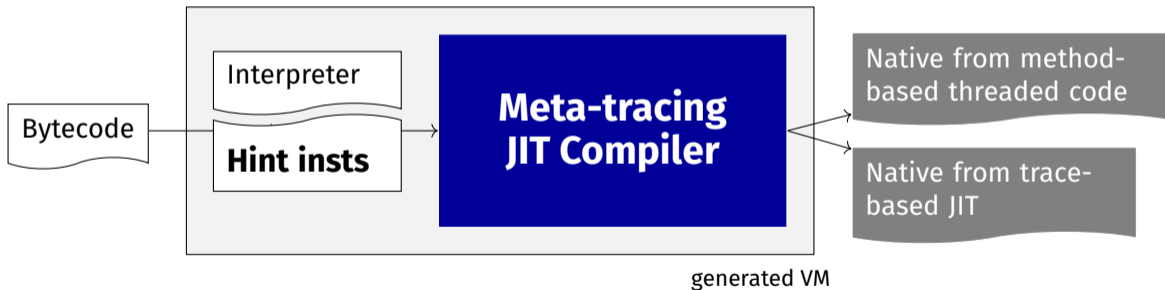 Bytecode
Interpreter
Hint insts
Meta-tracing
JIT Compiler
Native from method-
based threaded code
Native from trace-
based JIT
generated VM